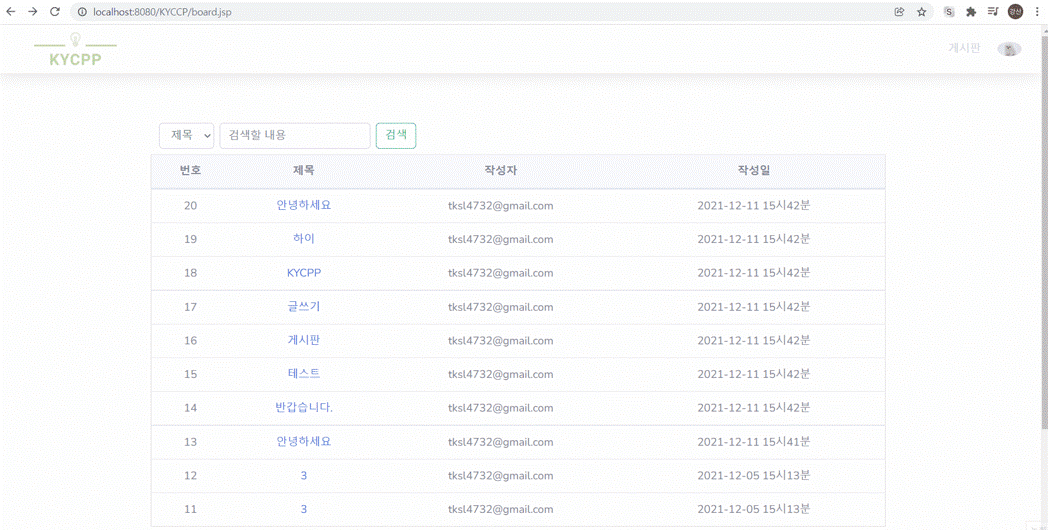 localhost:8080/KYCCP/board.jsp
S
경산
KYCPP
게시판
제목 검색할 내용 검색
번호 제목 작성자 작성일
20 안녕하세요 tksl4732@gmail.com 2021-12-11 15시42분
19 하이 tksl4732@gmail.com 2021-12-11 15시42분
18 KYCPP tksl4732@gmail.com 2021-12-11 15시42분
17 글쓰기 tksl4732@gmail.com 2021-12-11 15시42분
16 게시판 tksl4732@gmail.com 2021-12-11 15시42분
15 테스트 tksl4732@gmail.com 2021-12-11 15시42분
14 반갑습니다. tksl4732@gmail.com 2021-12-11 15시42분
13 안녕하세요 tksl4732@gmail.com 2021-12-11 15시41분
12 3 tksl4732@gmail.com 2021-12-05 15시13분
11 3 tksl4732@gmail.com 2021-12-05 15시13분